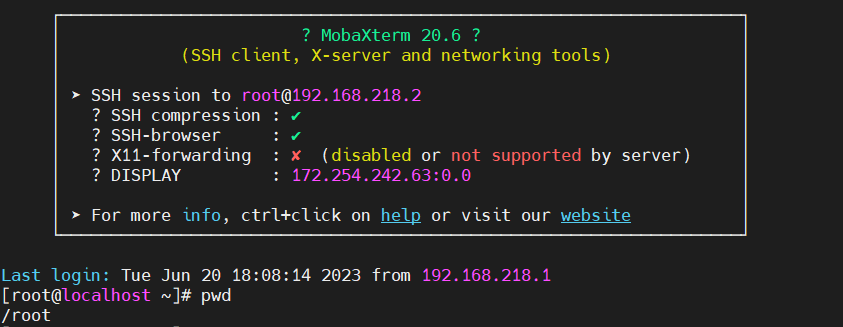 ? MobaXterm 20.6 ?
(SSH client, X-server and networking tools)
➤ SSH session to root@192.168.218.2
? SSH compression : ✔
? SSH-browser : ✔
? X11-forwarding : ✘ (disabled or not supported by server)
? DISPLAY : 172.254.242.63:0.0
➤ For more info, ctrl+click on help or visit our website
Last login: Tue Jun 20 18:08:14 2023 from 192.168.218.1
[root@localhost ~]# pwd
/root